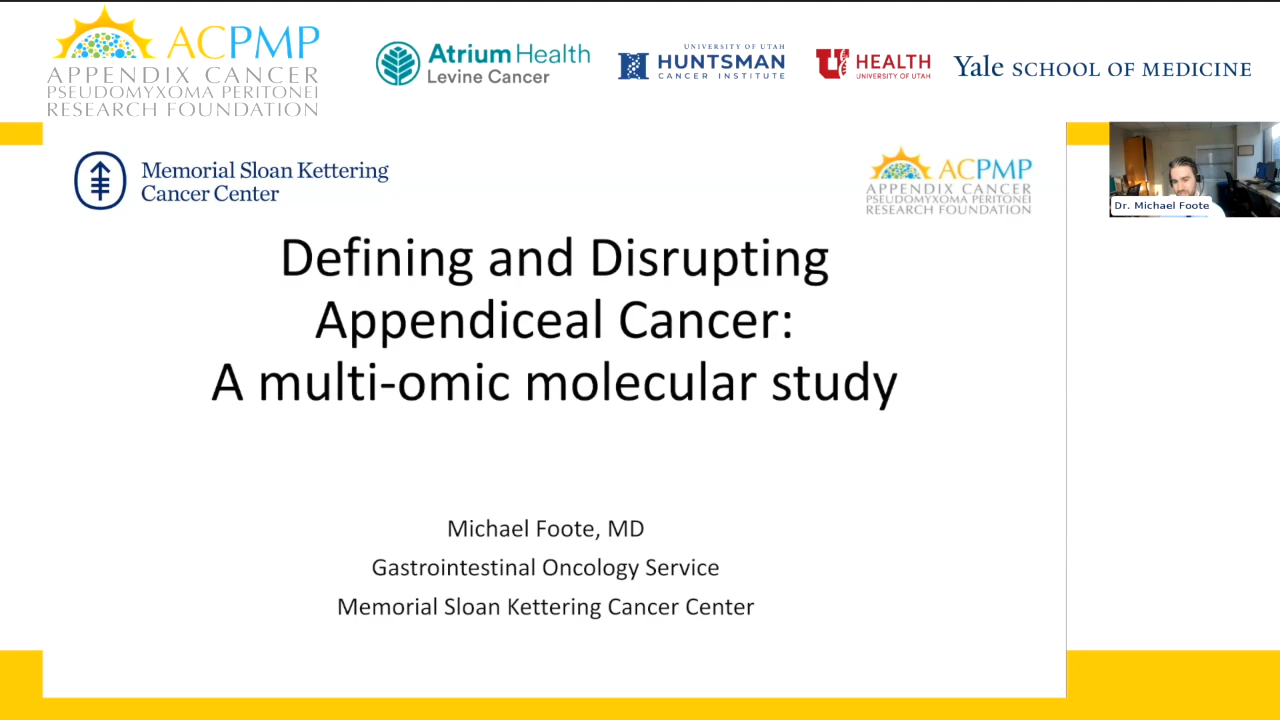 ACPMP
APPENDIX CANCER
PSEUDOMYXOMA PERITONEI
RESEARCH FOUNDATION
Atrium Health
Levine Cancer
UNIVERSITY OF UTAH
HUNTSMAN
CANCER INSTITUTE
U HEALTH
UNIVERSITY OF UTAH
Yale SCHOOL OF MEDICINE
Memorial Sloan Kettering
Cancer Center
ACPMP
APPENDIX CANCER
PSEUDOMYXOMA PERITONEI
RESEARCH FOUNDATION
Dr. Michael Foote
Defining and Disrupting
Appendiceal Cancer:
A multi-omic molecular study
Michael Foote, MD
Gastrointestinal Oncology Service
Memorial Sloan Kettering Cancer Center